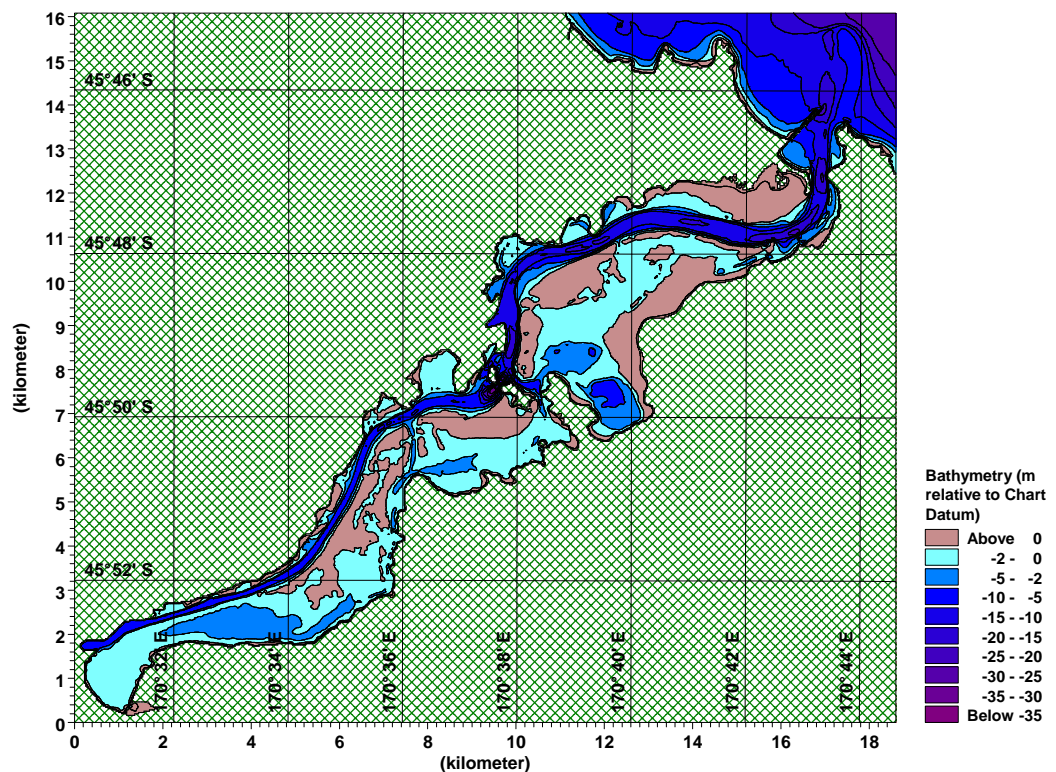 16
15
14
13
12
11
10
9
8
7
6
5
4
3
2
1
0
(kilometer)
45°46' S
45°48' S
45°50' S
45°52' S
170°32' E
170°34' E
170°36' E
170°38' E
170°40' E
170°42' E
170°44' E
0 2 4 6 8 10 12 14 16 18
(kilometer)
Bathymetry (m
relative to Chart
Datum)
Above 0
-2 - 0
-5 - -2
-10 - -5
-15 - -10
-20 - -15
-25 - -20
-30 - -25
-35 - -30
Below -35